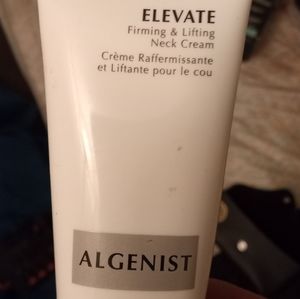 ELEVATE
Firming & Lifting
Neck Cream
Crème Raffermissante
et Liftante pour le cou
ALGENIST